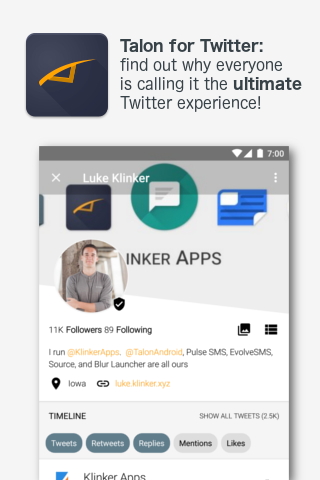 Talon for Twitter:
find out why everyone
is calling it the ultimate
Twitter experience!
7:00
Luke Klinker
INKER APPS
11K Followers 89 Following
I run @KlinkerApps. @TalonAndroid, Pulse SMS, EvolveSMS,
Source, and Blur Launcher are all ours
Iowa luke.klinker.xyz
TIMELINE SHOW ALL TWEETS (2.5K)
Tweets Retweets Replies Mentions Likes
Klinker Apps